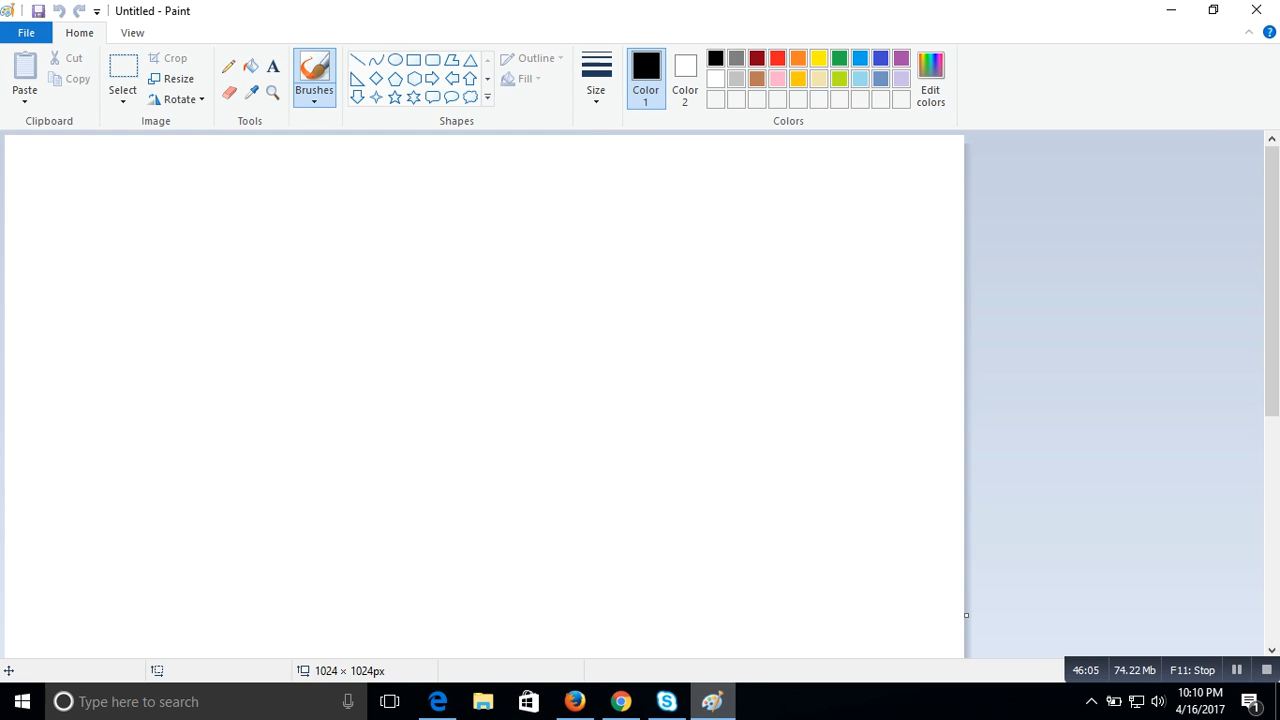 Untitled - Paint
File Home View
Paste
Cut
Copy
Clipboard
Select
Crop
Resize
Rotate
Image
A
Tools
Brushes
Shapes
Outline
Fill
Size
Color 1
Color 2
Edit colors
Colors
1024 × 1024px
46:05 74.22 Mb F11: Stop
Type here to search
10:10 PM
4/16/2017
1